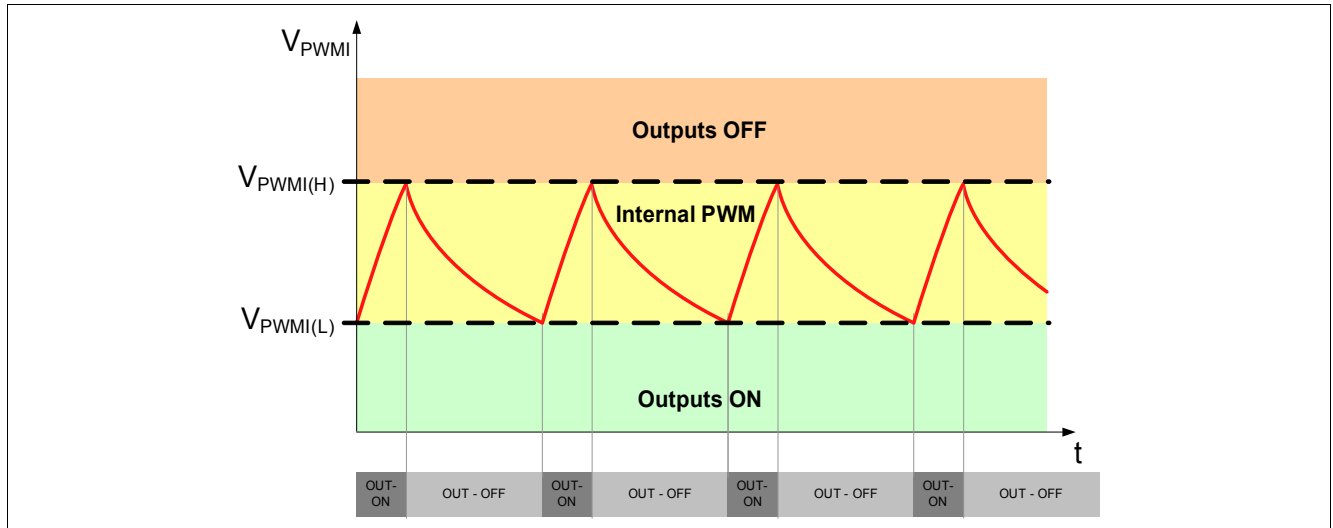 VPWMI
Outputs OFF
VPWMI(H)
Internal PWM
VPWMI(L)
Outputs ON
t
OUT-
ON
OUT - OFF
OUT-
ON
OUT - OFF
OUT-
ON
OUT - OFF
OUT-
ON
OUT - OFF